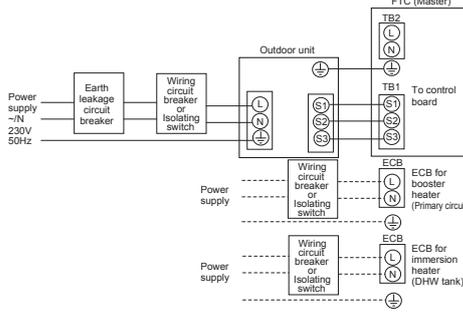 FTC (Master)
TB2
L
N
Outdoor unit
Power
supply
~/N
230V
50Hz
Earth
leakage
circuit
breaker
Wiring
circuit
breaker
or
Isolating
switch
L
N
S1
S2
S3
TB1
S1
S2
S3
To control
board
Power
supply
Wiring
circuit
breaker
or
Isolating
switch
ECB
L
N
ECB for
booster
heater
(Primary circui
Power
supply
Wiring
circuit
breaker
or
Isolating
switch
ECB
L
N
ECB for
immersion
heater
(DHW tank)